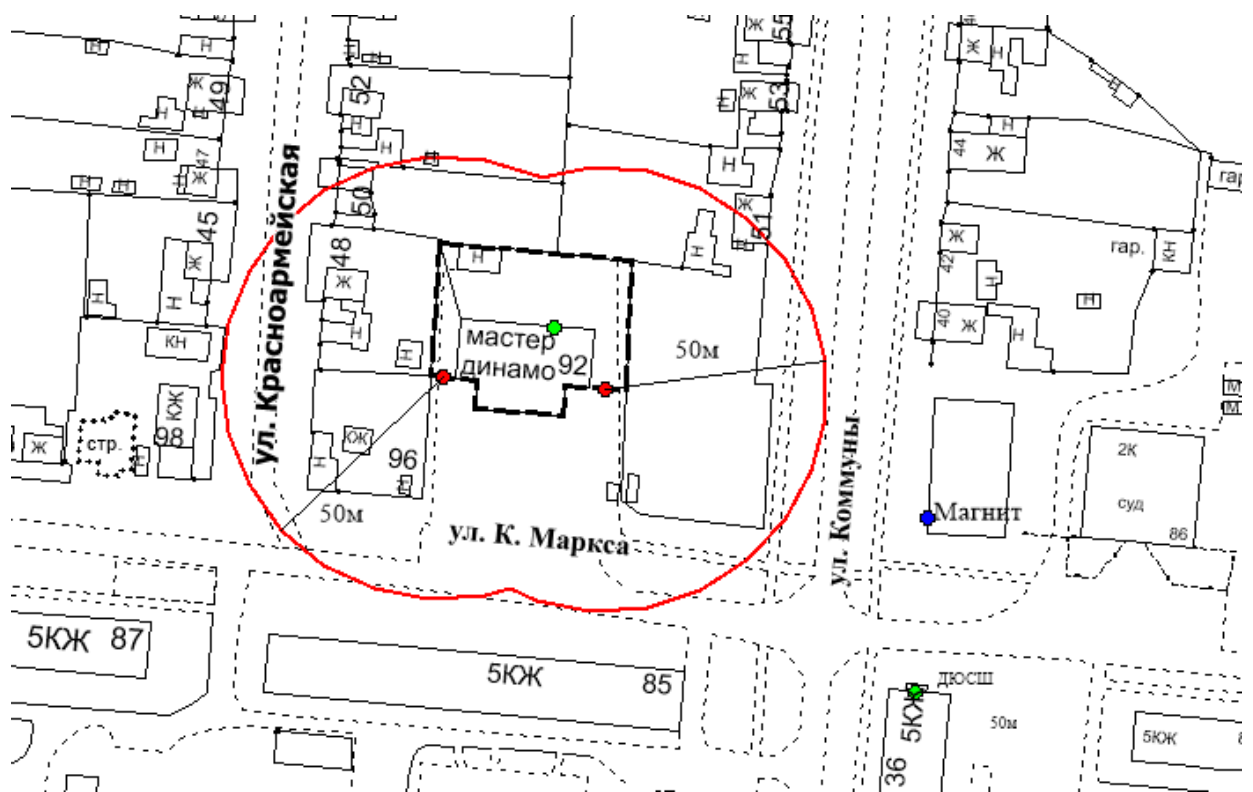 55
Ж
Н
Н
Н
Н
Н
Ж
Н
Н
Н
52
Ж
49
Н
Н
Ж
53
Н
Н
Н
Н
Н
44
Ж
гар.
47
Ж
Н
Н
Н
Н
Н
Ж
50
Ж
51
Н
ул. Красноармейская
45
Ж
Н
48
Ж
Н
Н
Н
Ж
42
гар.
КН
Н
Н
Н
40
Ж
Н
КН
Н
Н
мастер
динамо 92
50м
М
М
КЖ
98
стр.
Н
Ж
КЖ
Н
96
Н
50м
ул. К. Маркса
ул. Коммуны
Магнит
2К
суд
86
5КЖ 87
5КЖ
85
ДЮСШ
5КЖ
36
50м
5КЖ